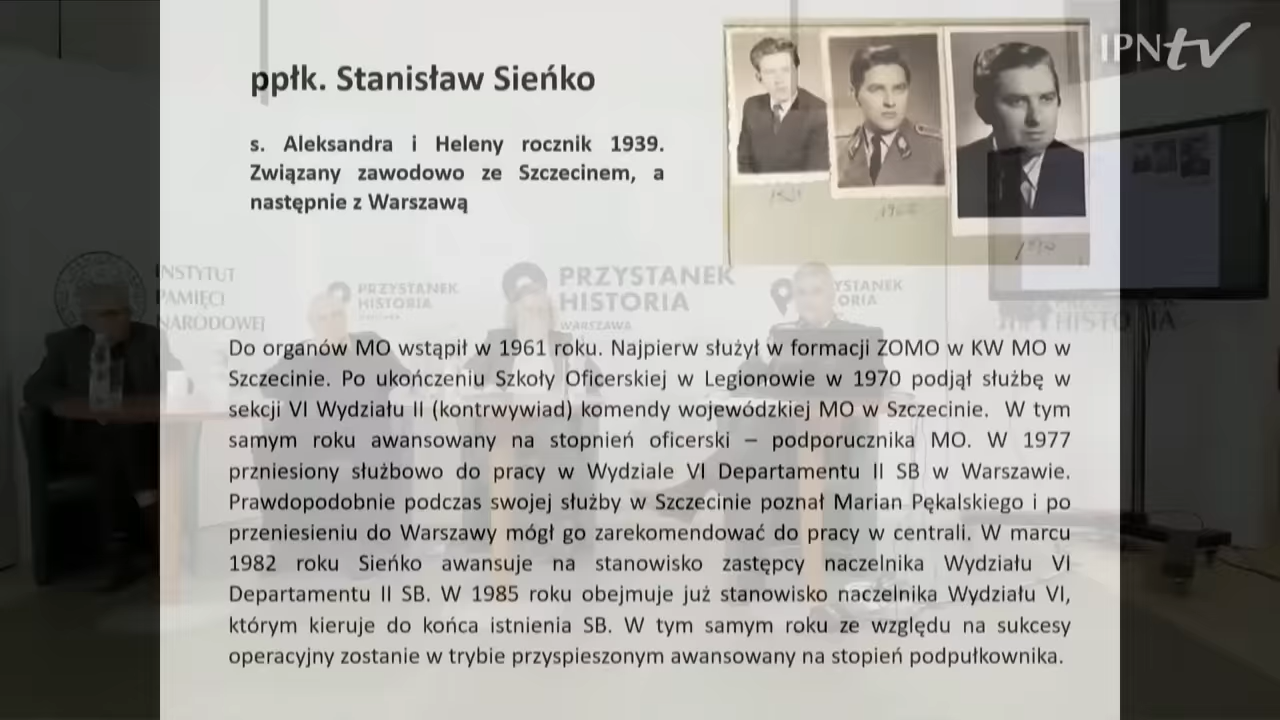 IPNtv
ppłk. Stanisław Sieńko
s. Aleksandra i Heleny rocznik 1939.
Związany zawodowo ze Szczecinem, a
następnie z Warszawą
INSTYTUT
PAMIĘCI
NARODOWEJ
PRZYSTANEK
HISTORIA
PRZYSTANEK
HISTORIA
WARSZAWA
Do organów MO wstąpił w 1961 roku. Najpierw służył w formacji ZOMO w KW MO w
Szczecinie. Po ukończeniu Szkoły Oficerskiej w Legionowie w 1970 podjął służbę w
sekcji VI Wydziału II (kontrwywiad) komendy wojewódzkiej MO w Szczecinie. W tym
samym roku awansowany na stopnień oficerski – podporucznika MO. W 1977
przniesiony służbowo do pracy w Wydziale VI Departamentu II SB w Warszawie.
Prawdopodobnie podczas swojej służby w Szczecinie poznał Marian Pękalskiego i po
przeniesieniu do Warszawy mógł go zarekomendować do pracy w centrali. W marcu
1982 roku Sieńko awansuje na stanowisko zastępcy naczelnika Wydziału VI
Departamentu II SB. W 1985 roku obejmuje już stanowisko naczelnika Wydziału VI,
którym kieruje do końca istnienia SB. W tym samym roku ze względu na sukcesy
operacyjny zostanie w trybie przyspieszonym awansowany na stopień podpułkownika.